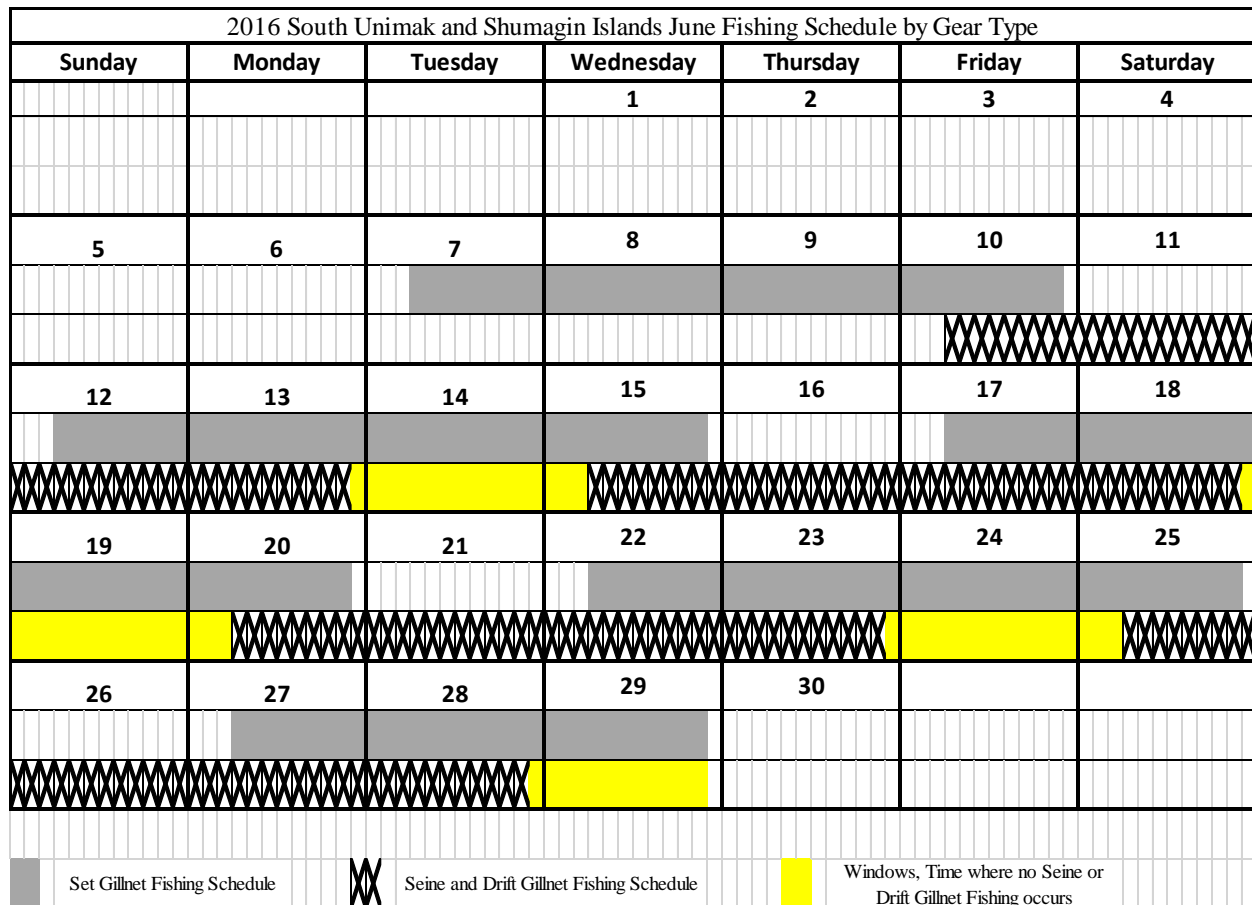 2016 South Unimak and Shumagin Islands June Fishing Schedule by Gear Type
Sunday Monday Tuesday Wednesday Thursday Friday Saturday
1 2 3 4
5 6 7 8 9 10 11
12 13 14 15 16 17 18
19 20 21 22 23 24 25
26 27 28 29 30
Set Gillnet Fishing Schedule
Seine and Drift Gillnet Fishing Schedule
Windows, Time where no Seine or
Drift Gillnet Fishing occurs